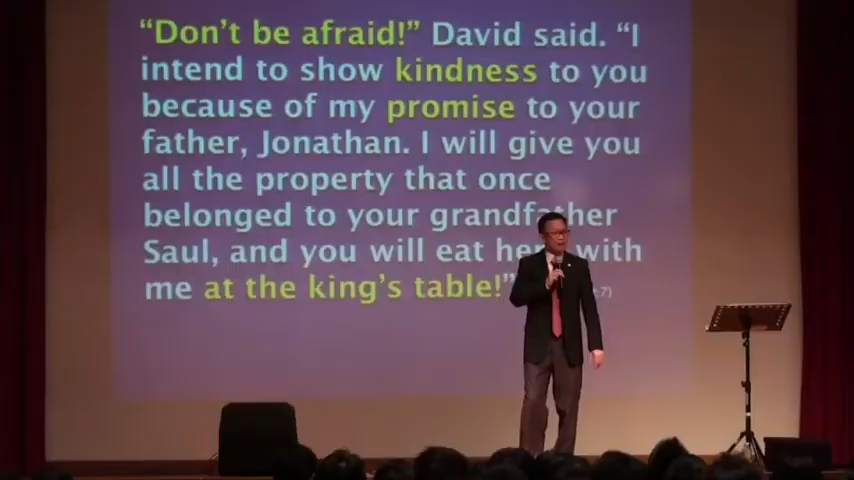 “Don’t be afraid!” David said. “I
intend to show kindness to you
because of my promise to your
father, Jonathan. I will give you
all the property that once
belonged to your grandfather
Saul, and you will eat here with
me at the king’s table!”
7)